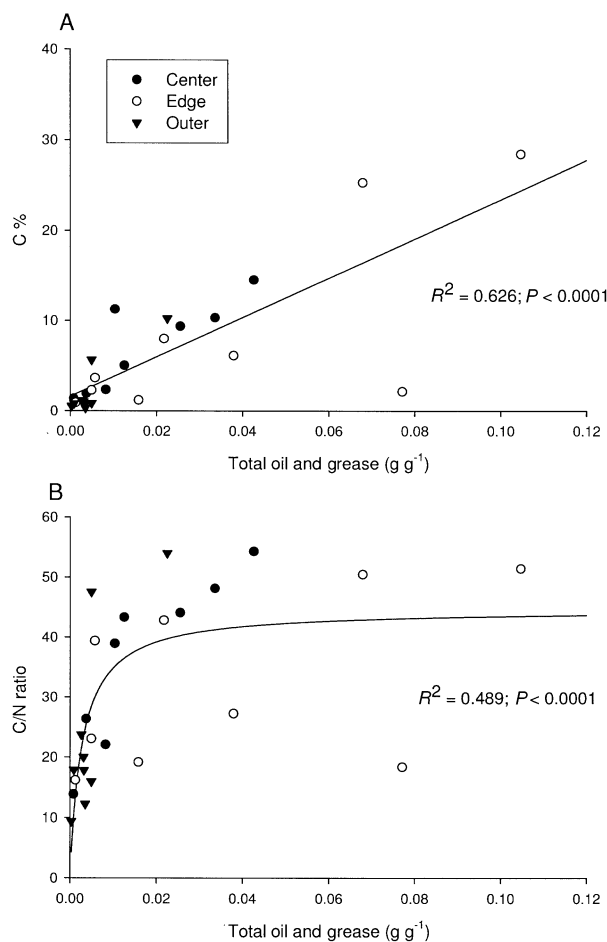 A
40
Center
Edge
Outer
30
C %
20
R² = 0.626; P < 0.0001
10
0
0.00 0.02 0.04 0.06 0.08 0.10 0.12
Total oil and grease (g g⁻¹)
B
60
50
40
C/N ratio
30
R² = 0.489; P < 0.0001
20
10
0
0.00 0.02 0.04 0.06 0.08 0.10 0.12
Total oil and grease (g g⁻¹)